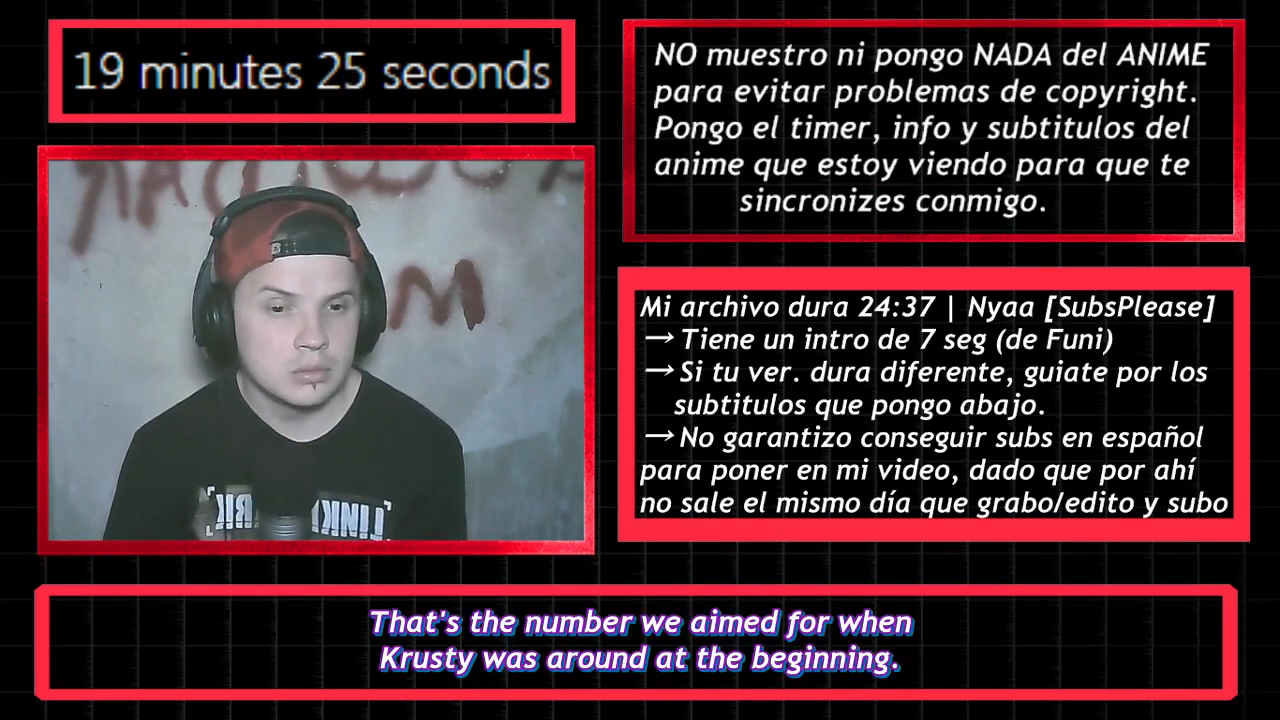 19 minutes 25 seconds
NO muestro ni pongo NADA del ANIME
para evitar problemas de copyright.
Pongo el timer, info y subtitulos del
anime que estoy viendo para que te
sincronizes conmigo.
Mi archivo dura 24:37 | Nyaa [SubsPlease]
→ Tiene un intro de 7 seg (de Funi)
→ Si tu ver. dura diferente, guiate por los
subtitulos que pongo abajo.
→ No garantizo conseguir subs en español
para poner en mi video, dado que por ahí
no sale el mismo día que grabo/edito y subo
That's the number we aimed for when
Krusty was around at the beginning.